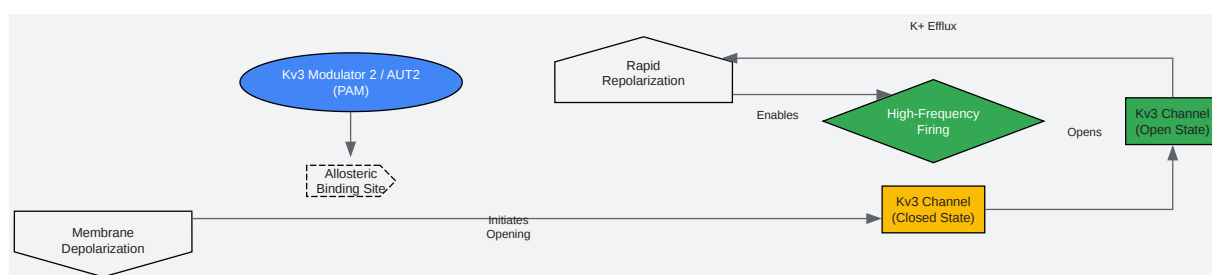 K+ Efflux
Kv3 Modulator 2 / AUT2
(PAM)
Rapid
Repolarization
Enables
High-Frequency
Firing
Opens
Kv3 Channel
(Open State)
Allosteric
Binding Site
Kv3 Channel
(Closed State)
Initiates
Opening
Membrane
Depolarization